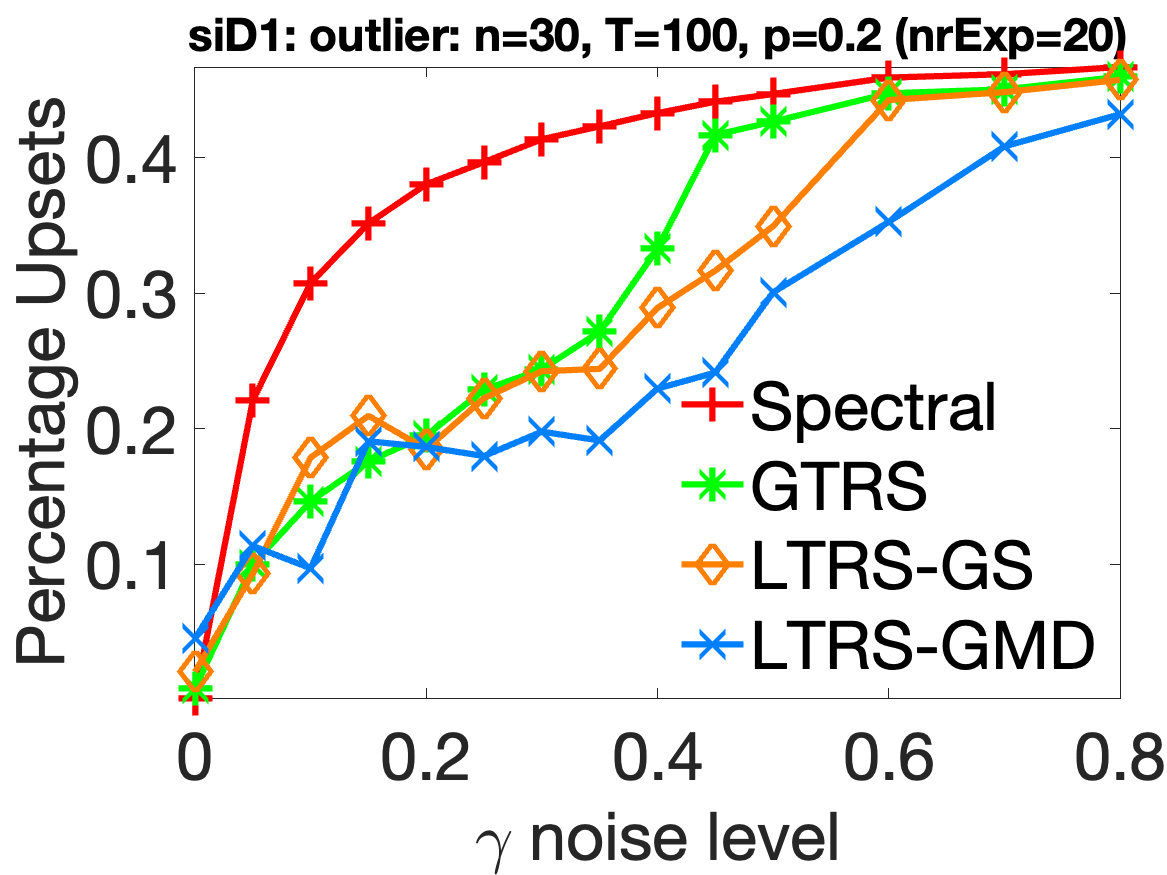 siD1: outlier: n=30, T=100, p=0.2 (nrExp=20)
Percentage Upsets
0.4
0.3
0.2
0.1
Spectral
GTRS
LTRS-GS
LTRS-GMD
0 0.2 0.4 0.6 0.8
γ noise level